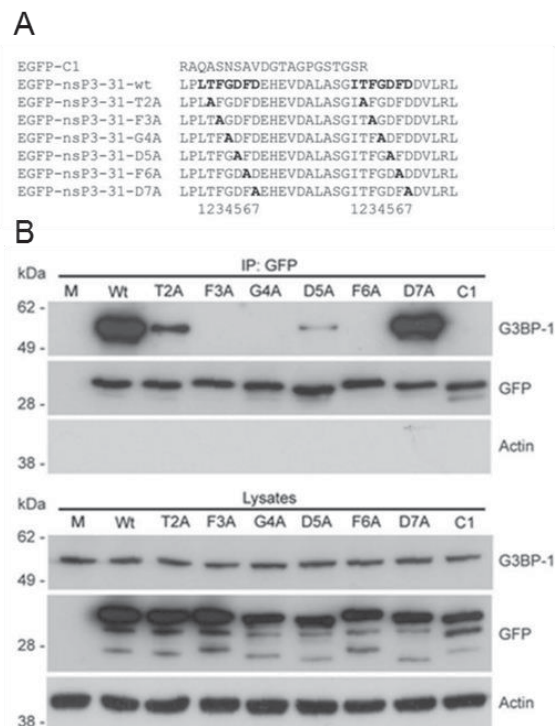 A
EGFP-C1 RAQASNSAVDGTAGPGSTGSR
EGFP-nsP3-31-wt LPLTFGDFDEHEVDALASGITFGDFDDVLRL
EGFP-nsP3-31-T2A LPLAFGDFDEHEVDALASGIAFGDFDDVLRL
EGFP-nsP3-31-F3A LPLTAGDFDEHEVDALASGITAGDFDDVLRL
EGFP-nsP3-31-G4A LPLTFADFDEHEVDALASGITFADFDDVLRL
EGFP-nsP3-31-D5A LPLTFGAFDEHEVDALASGITFGAFDDVLRL
EGFP-nsP3-31-F6A LPLTFGDADEHEVDALASGITFGDADDVLRL
EGFP-nsP3-31-D7A LPLTFGDFAEHEVDALASGITFGDFADVLRL
1234567 1234567
B
IP: GFP
kDa M Wt T2A F3A G4A D5A F6A D7A C1
62 -
G3BP-1
49 -
GFP
28 -
Actin
38 -
Lysates
kDa M Wt T2A F3A G4A D5A F6A D7A C1
62 -
G3BP-1
49 -
GFP
28 -
Actin
38 -